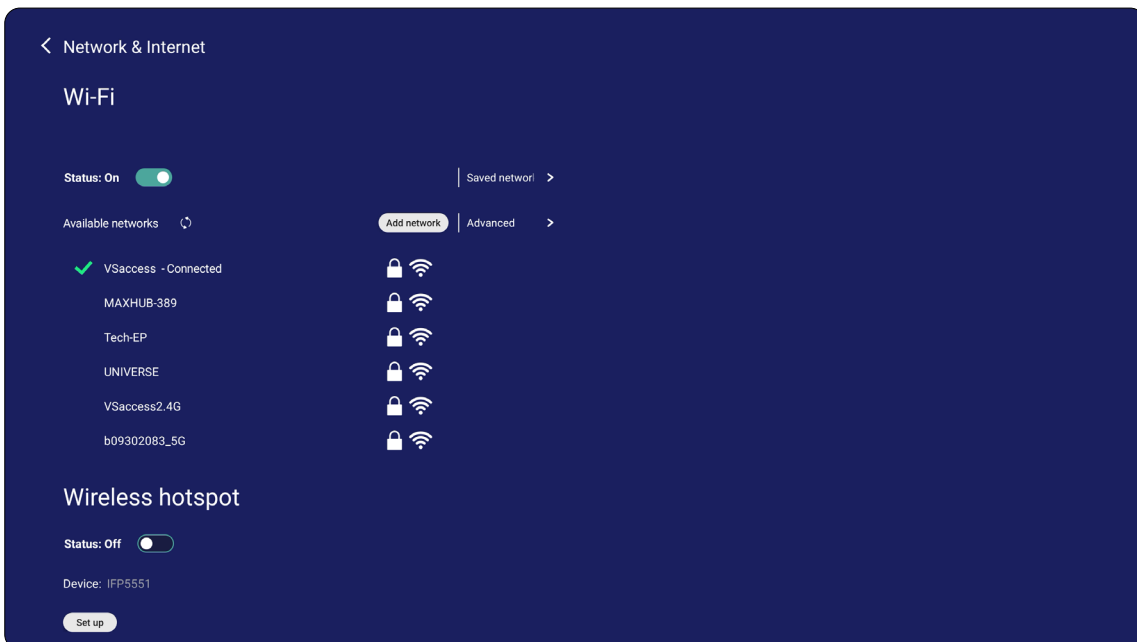 Network & Internet
Wi-Fi
Status: On
Saved networ
Available networks
Add network
Advanced
VSaccess - Connected
MAXHUB-389
Tech-EP
UNIVERSE
VSaccess2.4G
b09302083_5G
Wireless hotspot
Status: Off
Device: IFP5551
Set up